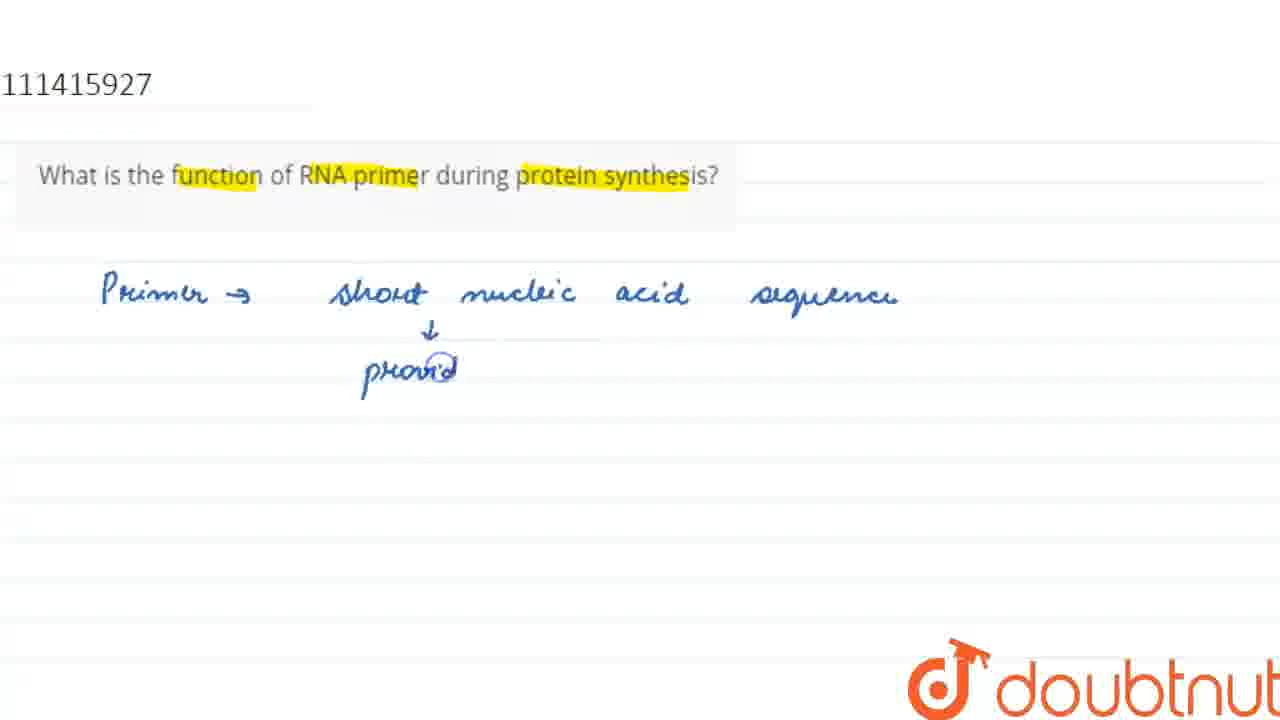 111415927
What is the function of RNA primer during protein synthesis?
Primer → short nucleic acid sequence
↓
provid
doubtnut